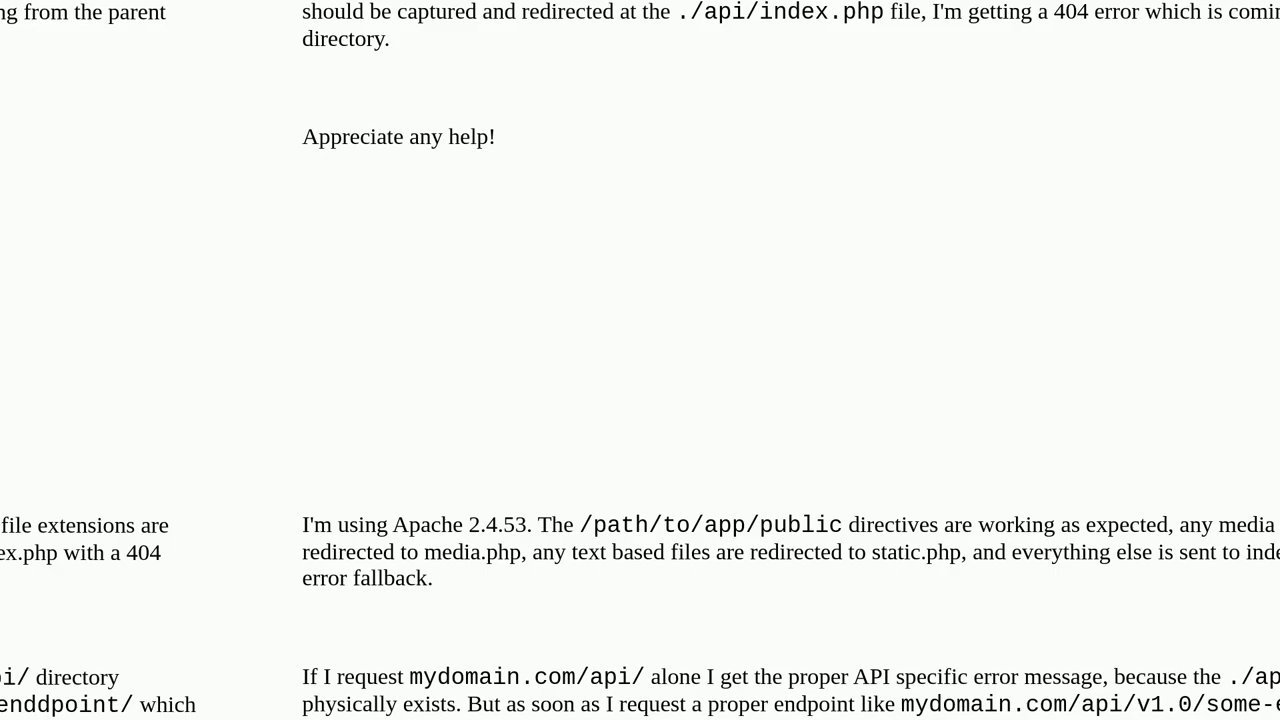 ng from the parent
should be captured and redirected at the ./api/index.php file, I'm getting a 404 error which is comin
directory.
Appreciate any help!
file extensions are
ex.php with a 404
I'm using Apache 2.4.53. The /path/to/app/public directives are working as expected, any media
redirected to media.php, any text based files are redirected to static.php, and everything else is sent to inde
error fallback.
pi/ directory
enddpoint/ which
If I request mydomain.com/api/ alone I get the proper API specific error message, because the ./ap
physically exists. But as soon as I request a proper endpoint like mydomain.com/api/v1.0/some-e